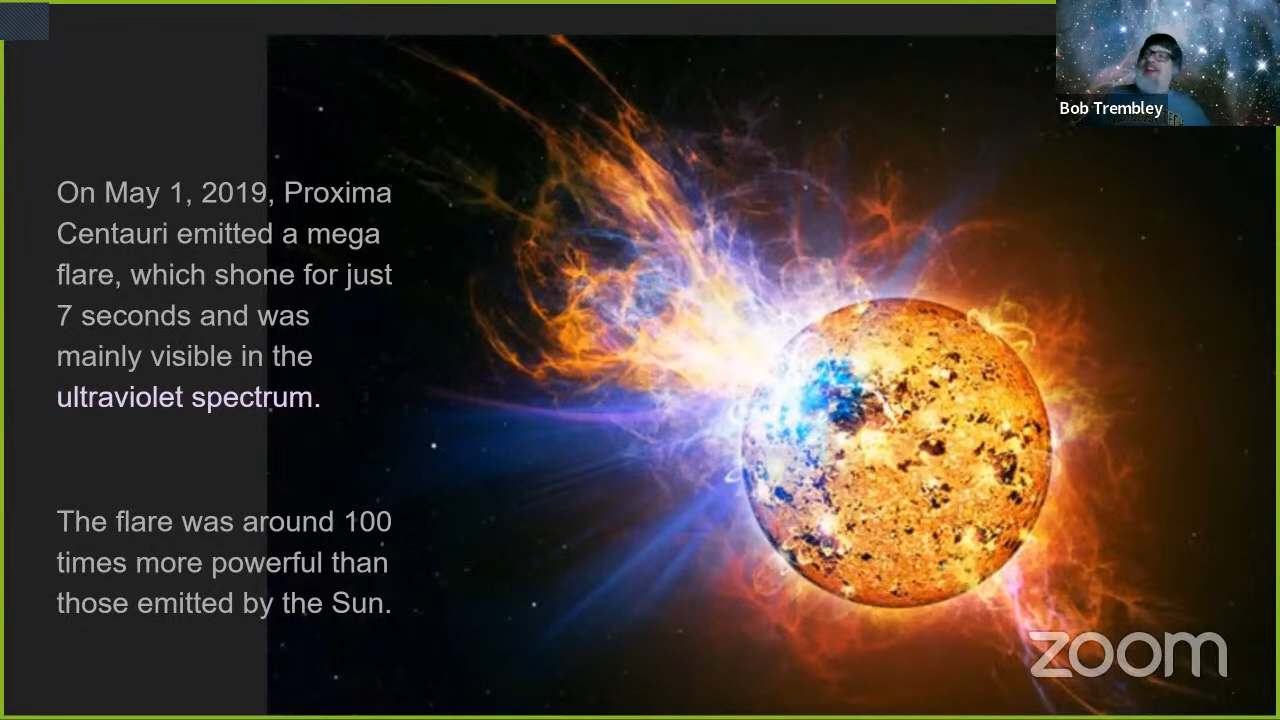 On May 1, 2019, Proxima
Centauri emitted a mega
flare, which shone for just
7 seconds and was
mainly visible in the
ultraviolet spectrum.
The flare was around 100
times more powerful than
those emitted by the Sun.
Bob Trembley
zoom